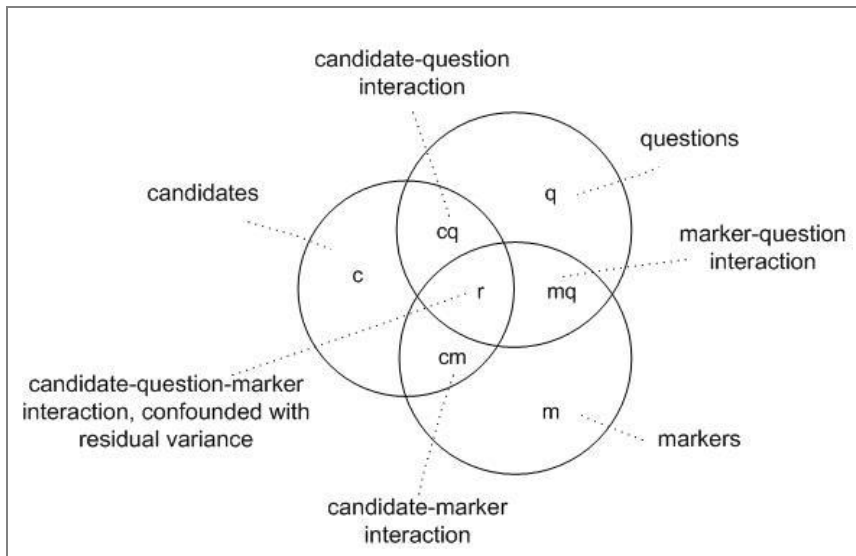 candidate-question
interaction
questions
candidates
q
cq
marker-question
interaction
c
r
mq
cm
candidate-question-marker
interaction, confounded with
residual variance
m
markers
candidate-marker
interaction